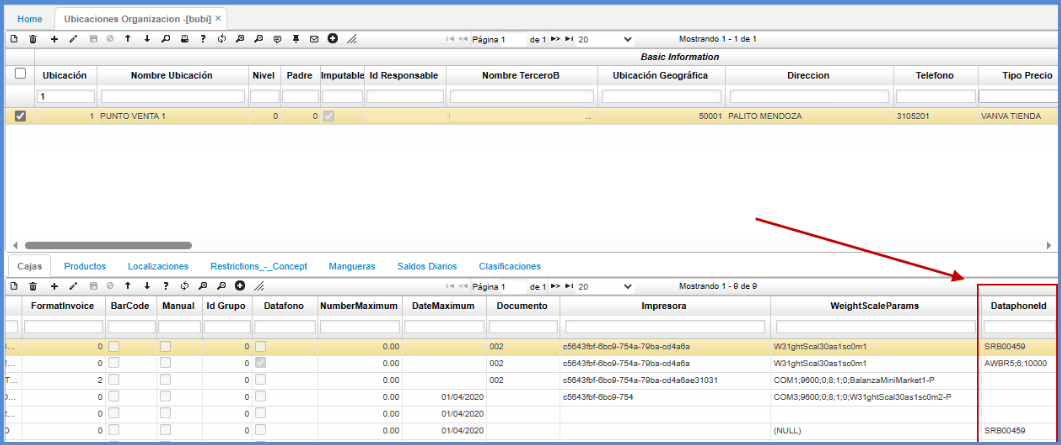 Home Ubicaciones Organizacion -[bubi] ×
Página 1 de 1 20 Mostrando 1 - 1 de 1
Basic Information
Ubicación Nombre Ubicación Nivel Padre Imputable Id Responsable Nombre TerceroB Ubicación Geográfica Direccion Telefono Tipo Precio
1
1 PUNTO VENTA 1 0 0 .. 50001 PALITO MENDOZA 3105201 VANVA TIENDA
Cajas Productos Localizaciones Restrictions_-_Concept Mangueras Saldos Diarios Clasificaciones
Página 1 de 1 20 Mostrando 1 - 9 de 9
FormatInvoice BarCode Manual Id Grupo Datafono NumberMaximum DateMaximum Documento Impresora WeightScaleParams DataphoneId
0 0 0.00 002 c5643fbf-6bc9-754a-79ba-cd4a6a W31ghtScal30as1sc0m1 SRB00459
0 0 0.00 002 c5643fbf-6bc9-754a-79ba-cd4a6a W31ghtScal30as1sc0m1 AWBR5;6;10000
T... 2 0 0.00 002 c5643fbf-6bc9-754a-79ba-cd4a6ae31031 COM1;9600;0;8;1;0;BalanzaMiniMarket1-P
0 0 0.00 01/04/2020 c5643fbf-6bc9-754 COM3;9600;0;8;1;0;W31ghtScal30as1sc0m2-P
0 0 0.00 01/04/2020
0 0 0.00 01/04/2020 (NULL) SRB00459